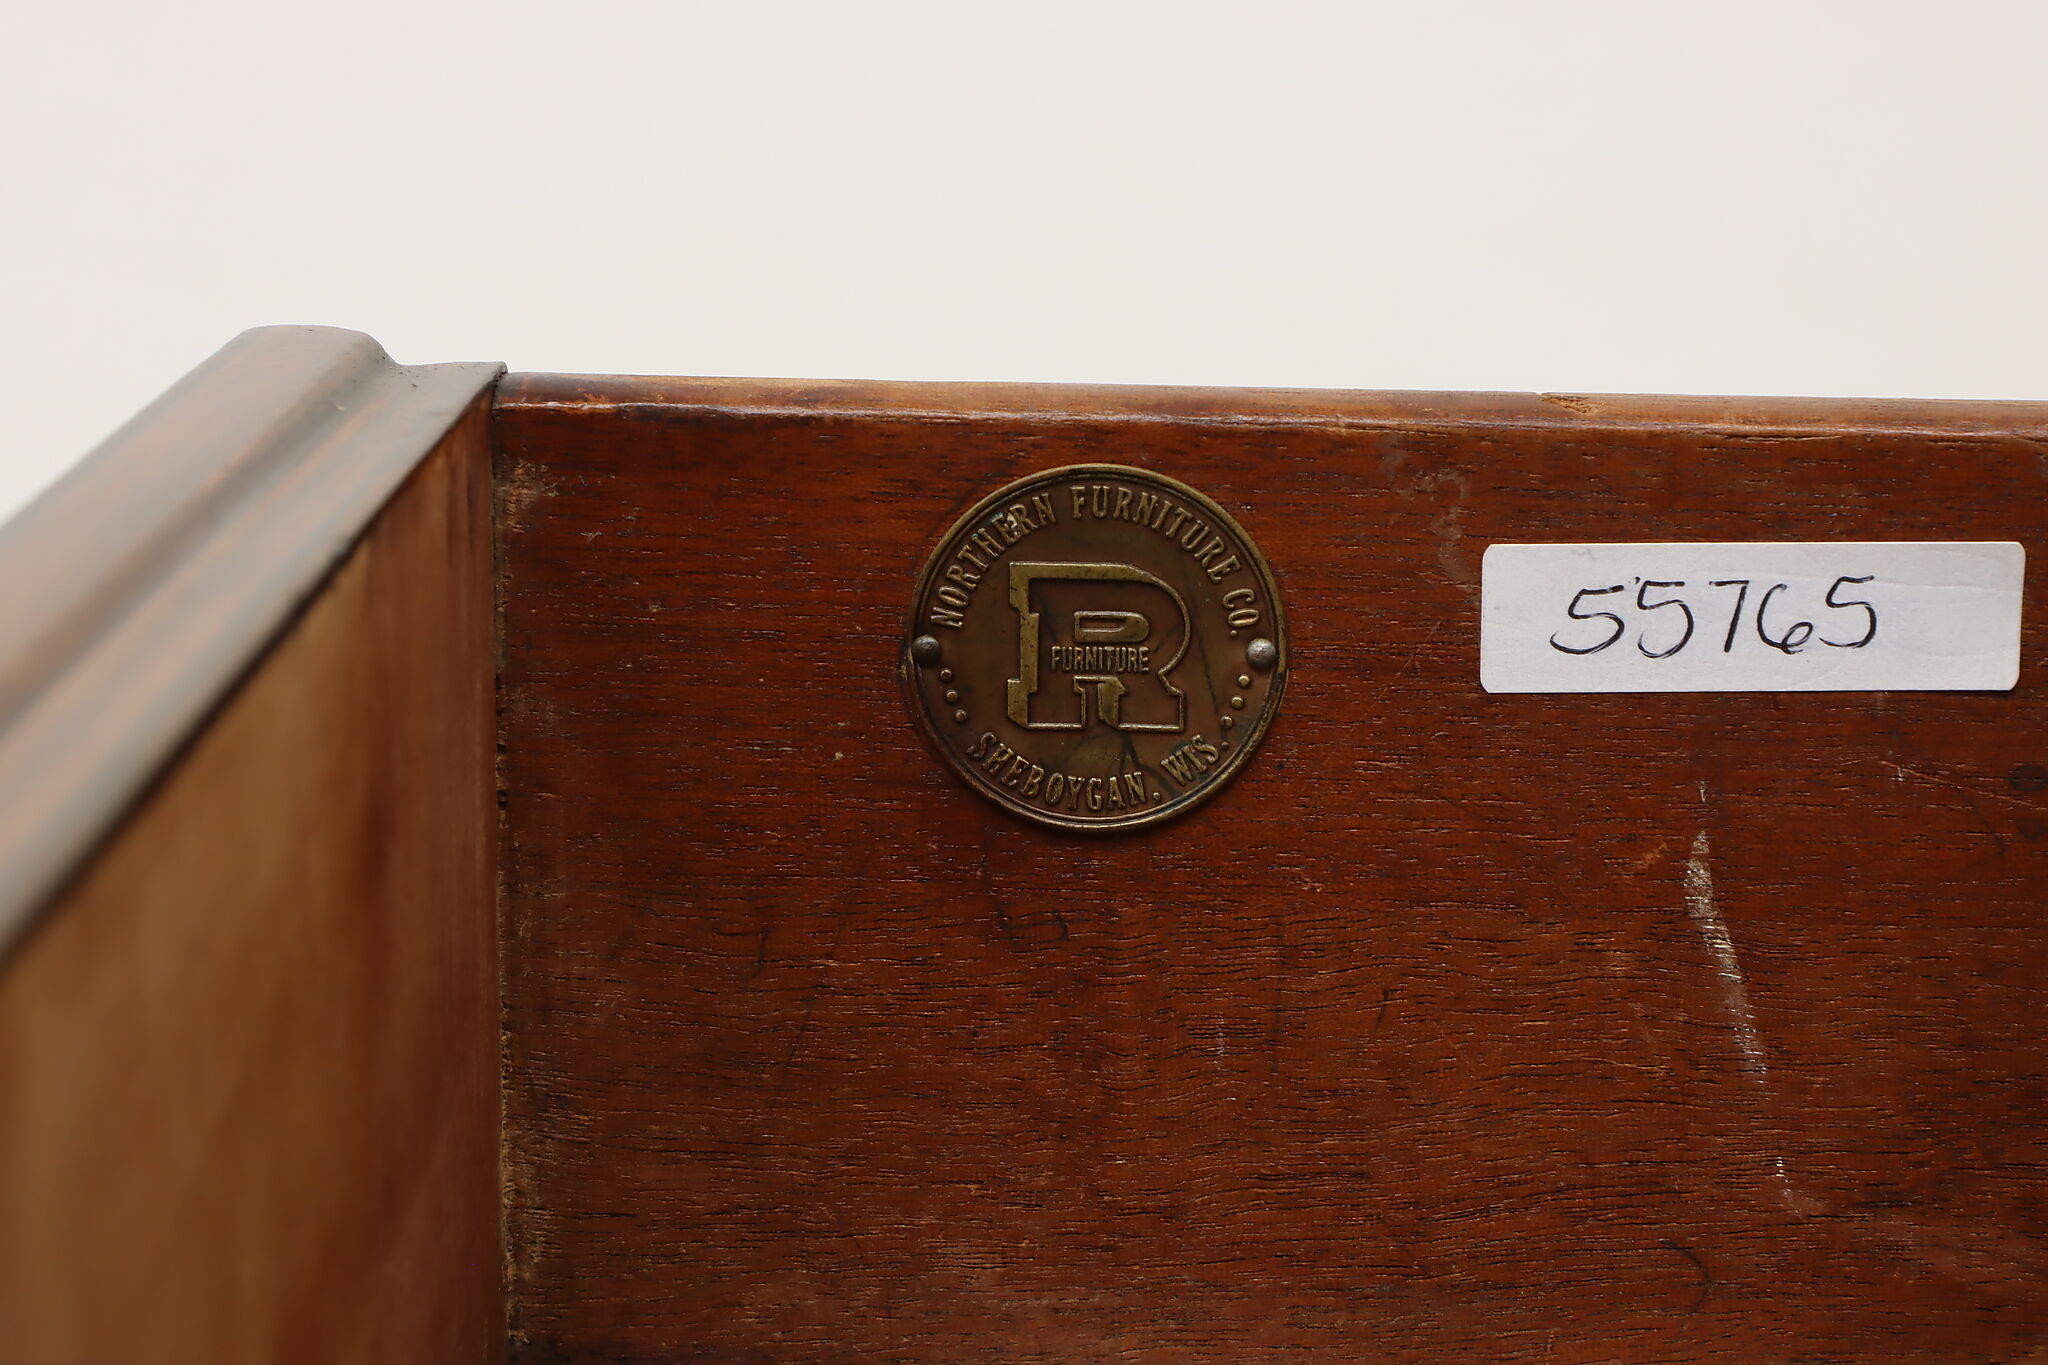 NORTHERN FURNITURE CO.
R
FURNITURE
SHEBOYGAN, WIS.
55765